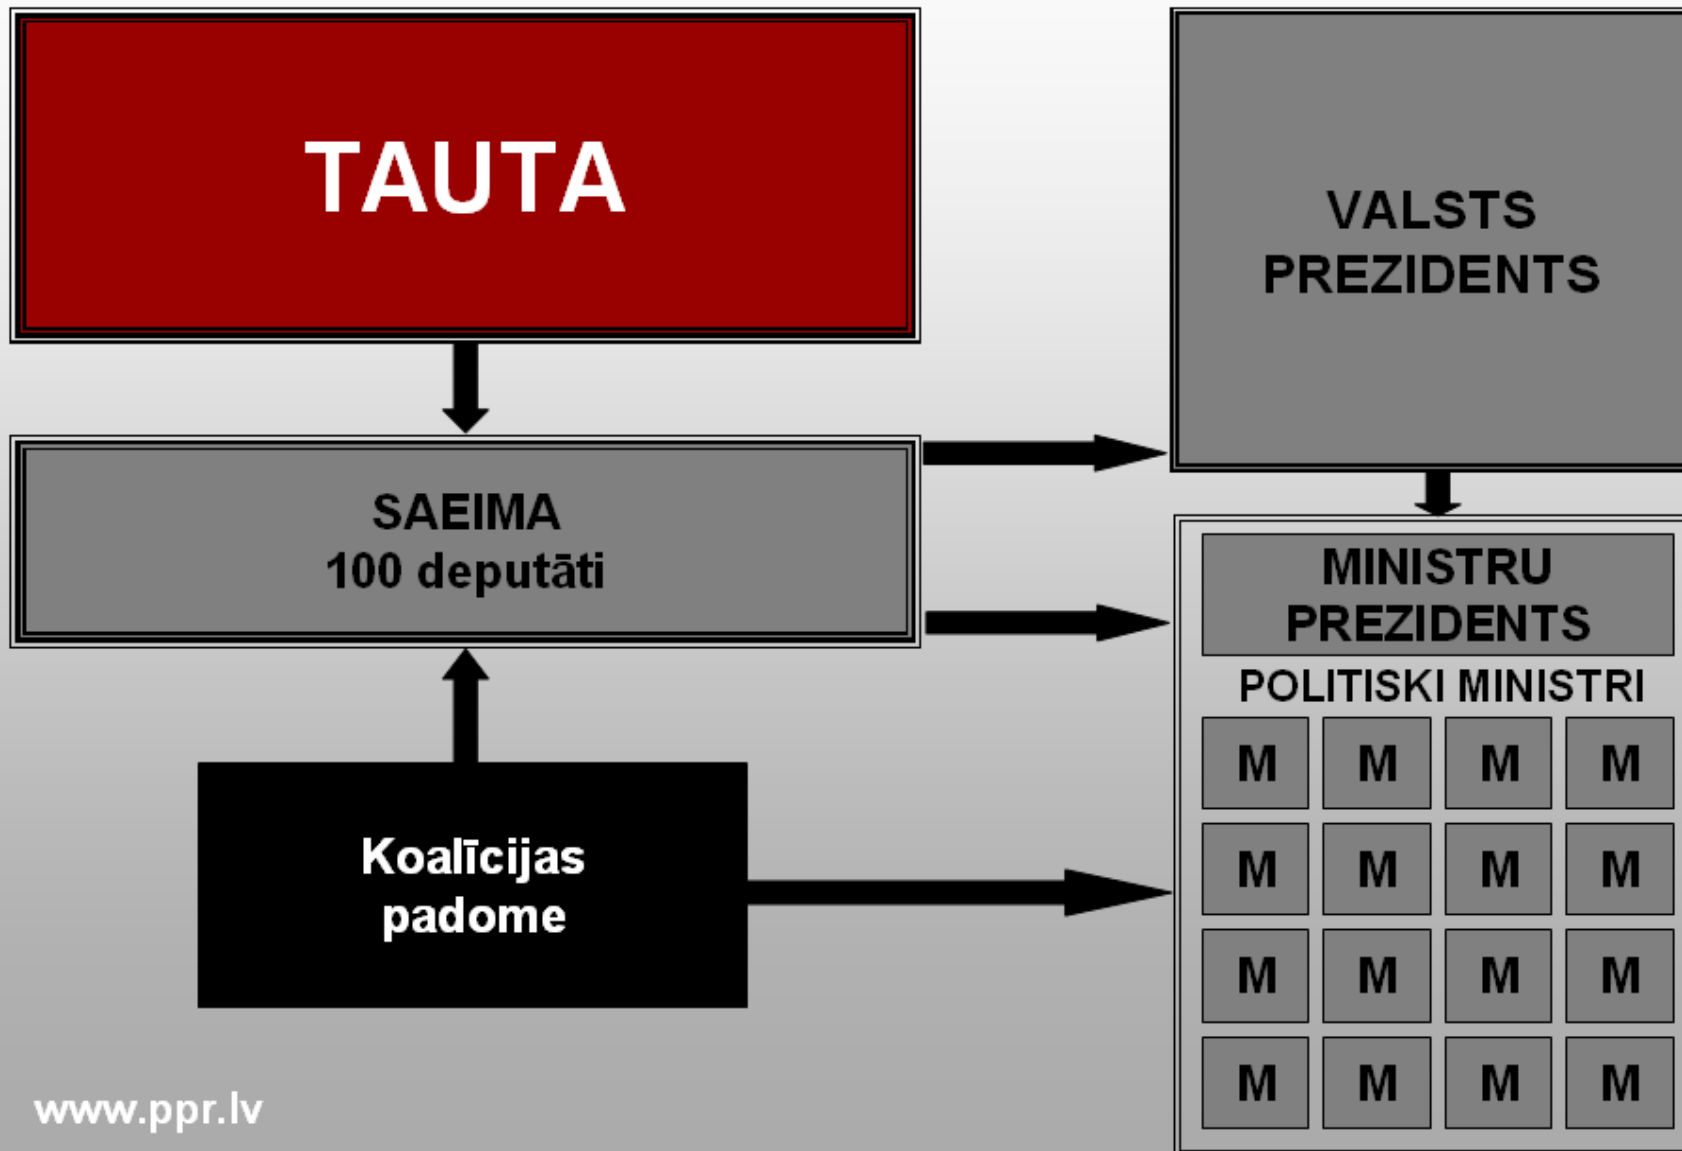 TAUTA
VALSTS
PREZIDENTS
SAEIMA
100 deputāti
MINISTRU
PREZIDENTS
POLITISKI MINISTRI
M M M M
M M M M
M M M M
M M M M
Koalīcijas
padome
www.ppr.lv